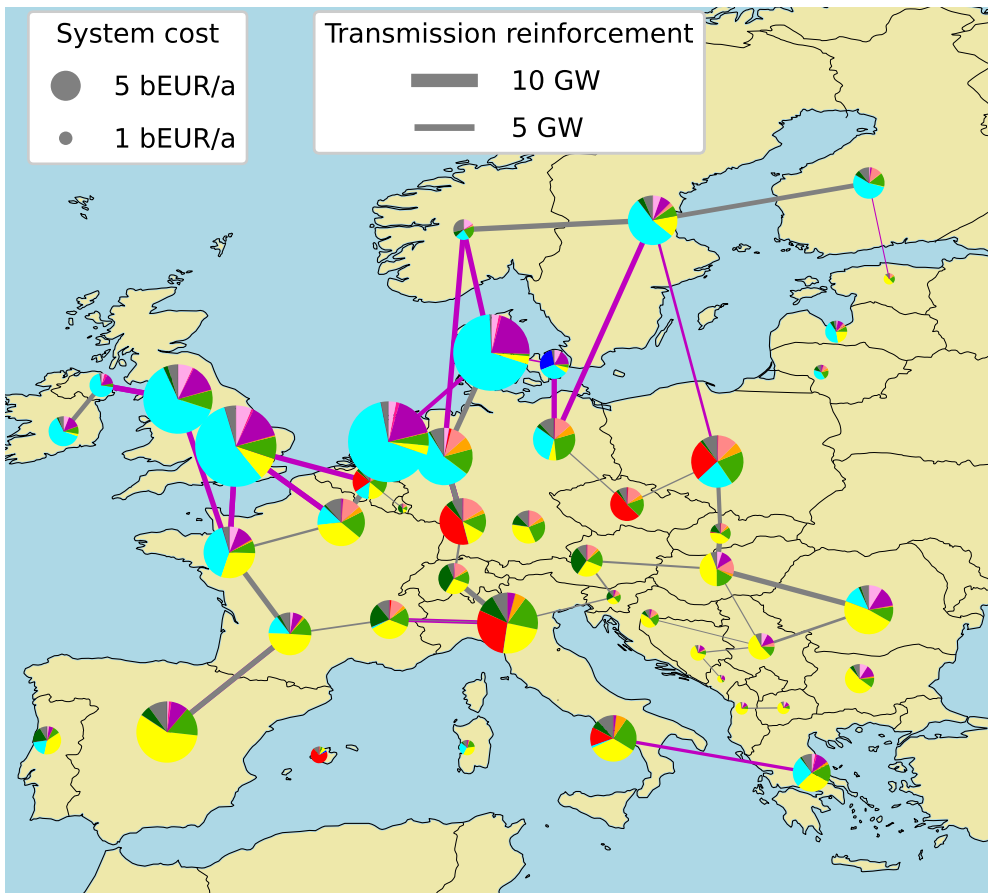 System cost
5 bEUR/a
1 bEUR/a
Transmission reinforcement
10 GW
5 GW